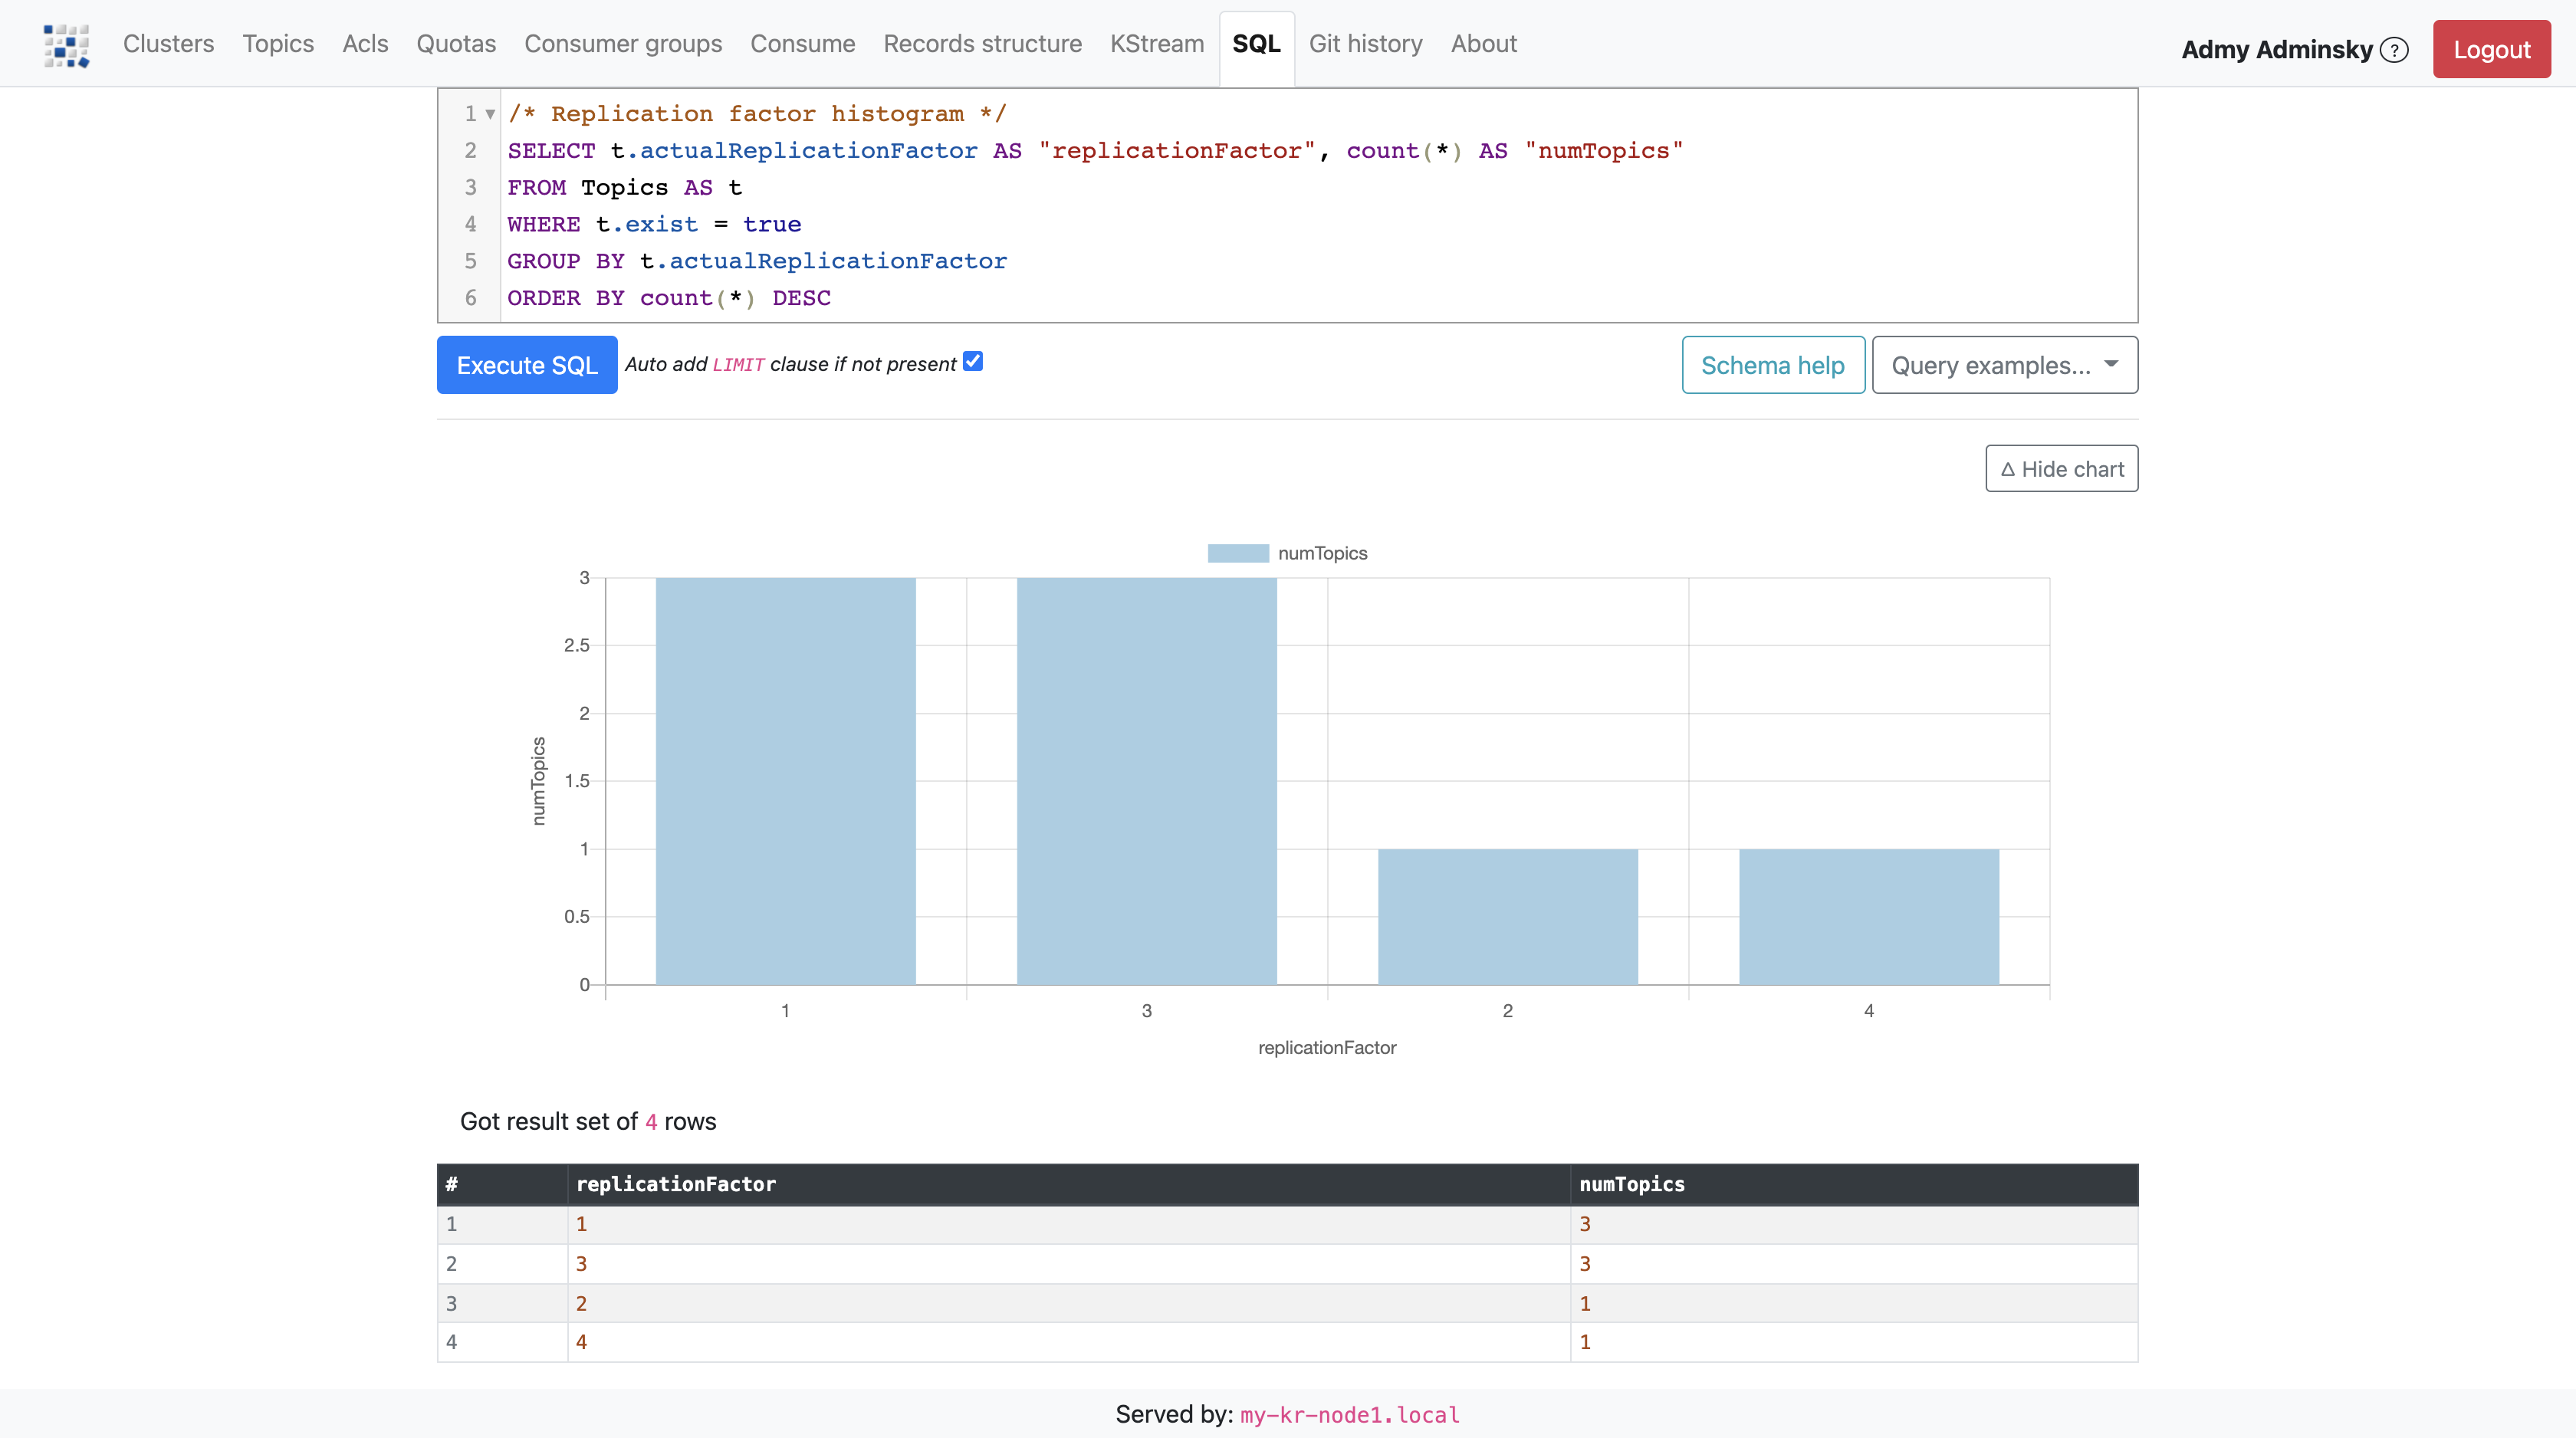 Clusters Topics Acls Quotas Consumer groups Consume Records structure KStream SQL Git history About Admy Adminsky ? Logout
1 /* Replication factor histogram */
2 SELECT t.actualReplicationFactor AS "replicationFactor", count(*) AS "numTopics"
3 FROM Topics AS t
4 WHERE t.exist = true
5 GROUP BY t.actualReplicationFactor
6 ORDER BY count(*) DESC
Execute SQL Auto add LIMIT clause if not present Schema help Query examples...
Hide chart
numTopics
3
2.5
2
1.5
1
0.5
0
numTopics
1 3 2 4
replicationFactor
Got result set of 4 rows
# replicationFactor numTopics
1 1 3
2 3 3
3 2 1
4 4 1
Served by: my-kr-node1.local